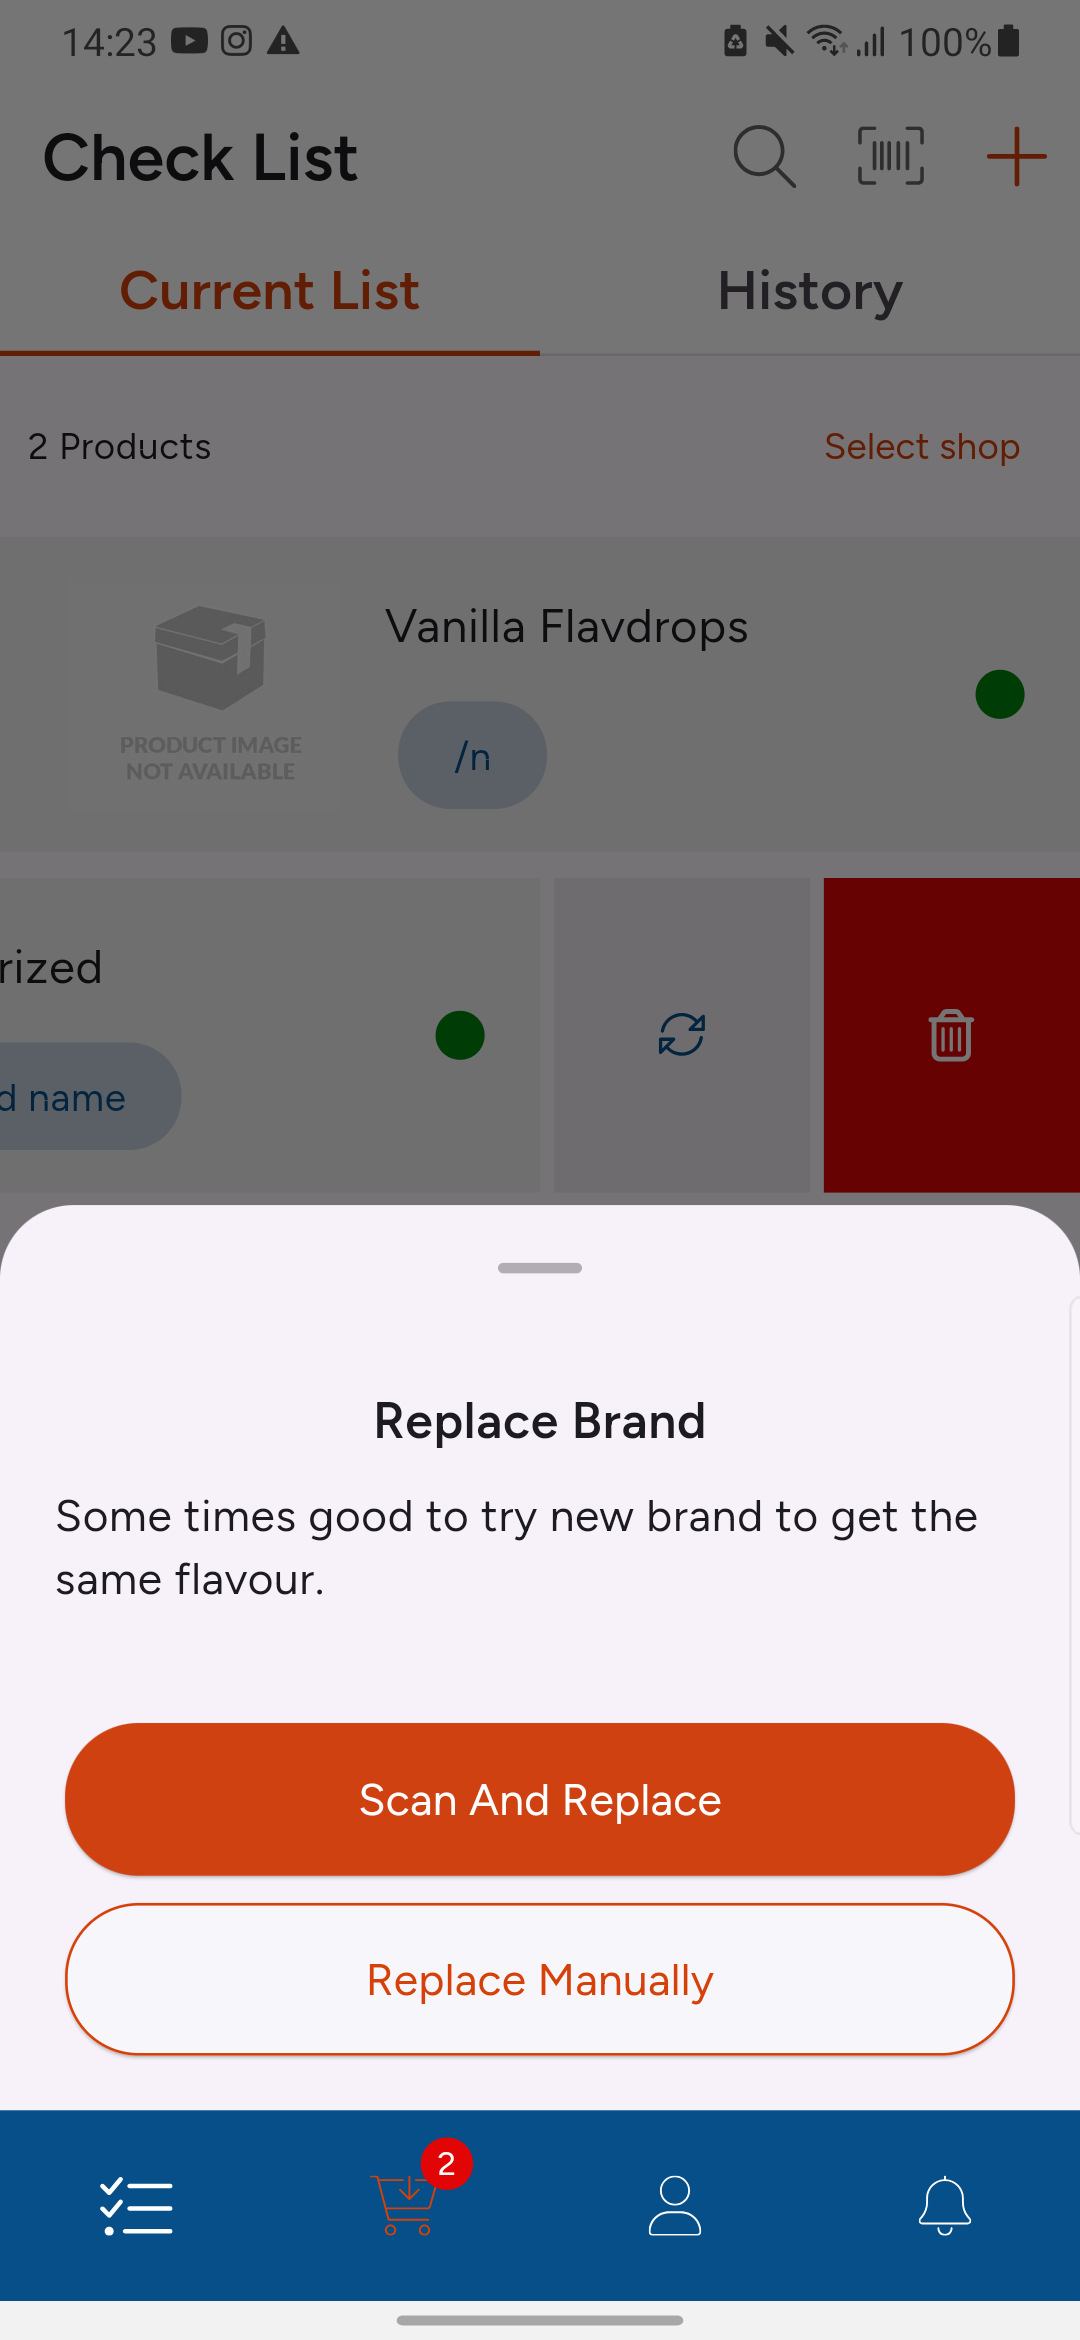 14:23
100%
Check List
Current List
History
2 Products
Select shop
Vanilla Flavdrops
/n
PRODUCT IMAGE
NOT AVAILABLE
rized
d name
Replace Brand
Some times good to try new brand to get the
same flavour.
Scan And Replace
Replace Manually
2